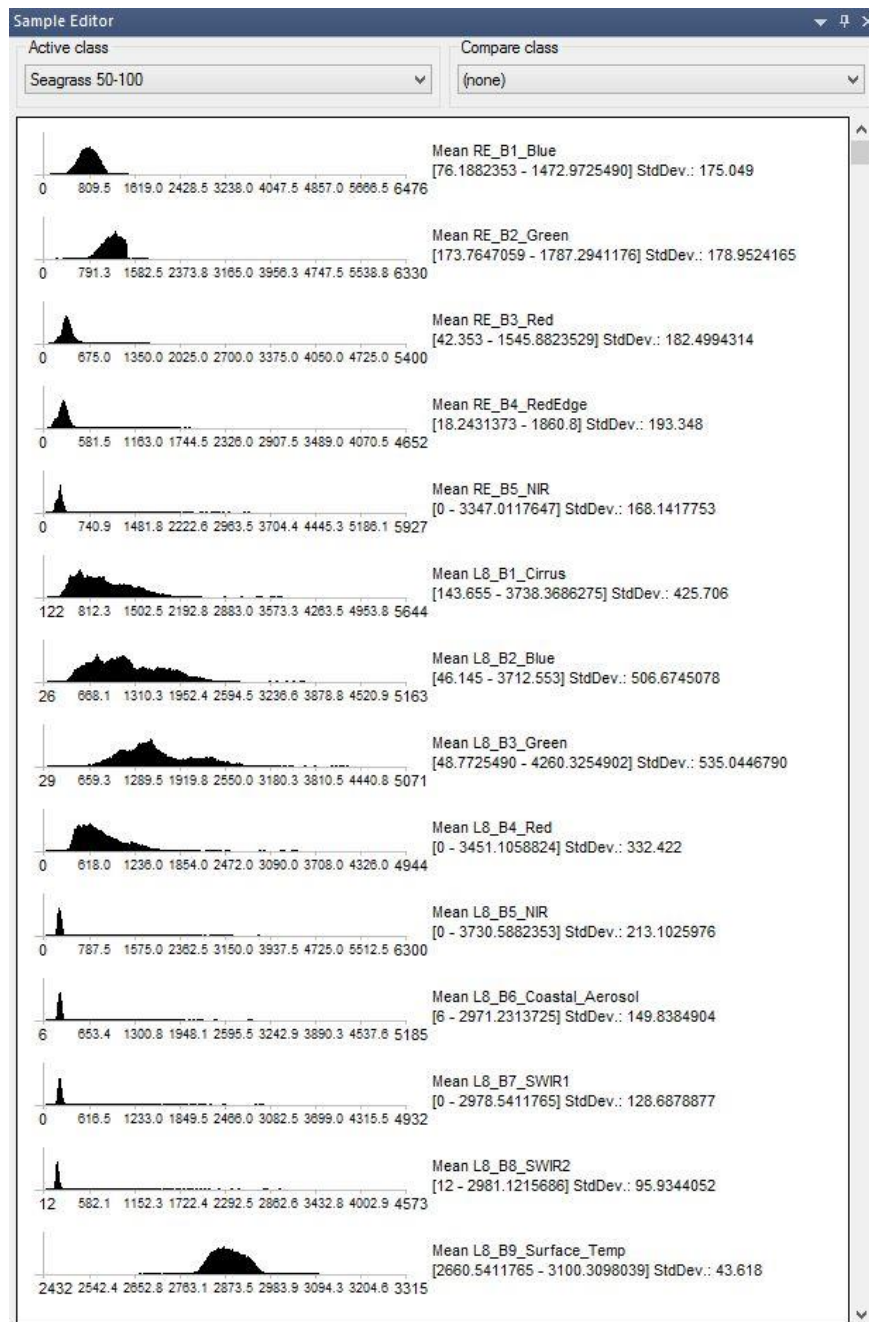 Sample Editor
Active class
Compare class
Seagrass 50-100
(none)
Mean RE_B1_Blue
[76.1882353 - 1472.9725490] StdDev.: 175.049
0 809.5 1619.0 2428.5 3238.0 4047.5 4857.0 5666.5 6476
Mean RE_B2_Green
[173.7647059 - 1787.2941176] StdDev.: 178.9524165
0 791.3 1582.5 2373.8 3165.0 3956.3 4747.5 5538.8 6330
Mean RE_B3_Red
[42.353 - 1545.8823529] StdDev.: 182.4994314
0 675.0 1350.0 2025.0 2700.0 3375.0 4050.0 4725.0 5400
Mean RE_B4_RedEdge
[18.2431373 - 1860.8] StdDev.: 193.348
0 581.5 1163.0 1744.5 2326.0 2907.5 3489.0 4070.5 4652
Mean RE_B5_NIR
[0 - 3347.0117647] StdDev.: 168.1417753
0 740.9 1481.8 2222.6 2963.5 3704.4 4445.3 5186.1 5927
Mean L8_B1_Cirrus
[143.655 - 3738.3686275] StdDev.: 425.706
122 812.3 1502.5 2192.8 2883.0 3573.3 4263.5 4953.8 5644
Mean L8_B2_Blue
[46.145 - 3712.553] StdDev.: 506.6745078
26 668.1 1310.3 1952.4 2594.5 3236.6 3878.8 4520.9 5163
Mean L8_B3_Green
[48.7725490 - 4260.3254902] StdDev.: 535.0446790
29 659.3 1289.5 1919.8 2550.0 3180.3 3810.5 4440.8 5071
Mean L8_B4_Red
[0 - 3451.1058824] StdDev.: 332.422
0 618.0 1236.0 1854.0 2472.0 3090.0 3708.0 4326.0 4944
Mean L8_B5_NIR
[0 - 3730.5882353] StdDev.: 213.1025976
0 787.5 1575.0 2362.5 3150.0 3937.5 4725.0 5512.5 6300
Mean L8_B6_Coastal_Aerosol
[6 - 2971.2313725] StdDev.: 149.8384904
6 653.4 1300.8 1948.1 2595.5 3242.9 3890.3 4537.6 5185
Mean L8_B7_SWIR1
[0 - 2978.5411765] StdDev.: 128.6878877
0 616.5 1233.0 1849.5 2466.0 3082.5 3699.0 4315.5 4932
Mean L8_B8_SWIR2
[12 - 2981.1215686] StdDev.: 95.9344052
12 582.1 1152.3 1722.4 2292.5 2862.6 3432.8 4002.9 4573
Mean L8_B9_Surface_Temp
[2660.5411765 - 3100.3098039] StdDev.: 43.618
2432 2542.4 2652.8 2763.1 2873.5 2983.9 3094.3 3204.6 3315